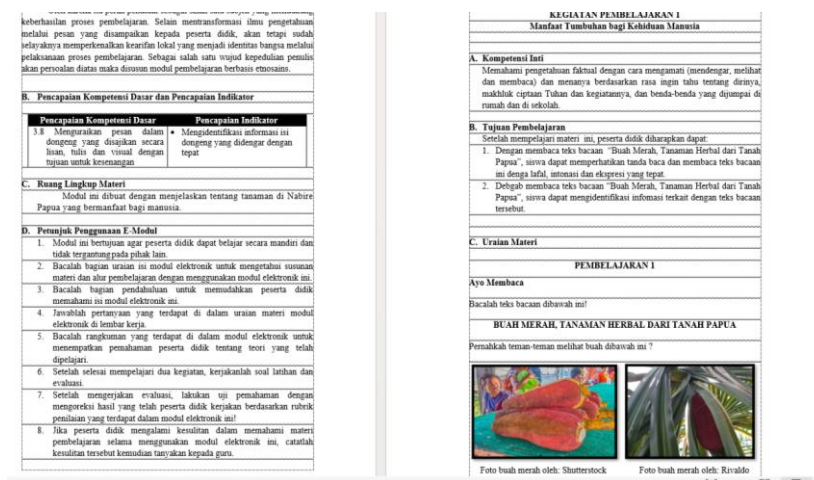 keberhasilan proses pembelajaran. Selain mentransformasi ilmu pengetahuan
melalui pesan yang disampaikan kepada peserta didik, akan tetapi sudah
selayaknya memperkenalkan kearifan lokal yang menjadi identitas bangsa melalui
pelaksanaan proses pembelajaran. Sebagai salah satu wujud kepedulian penulis
akan persoalan diatas maka disusun modul pembelajaran berbasis etnosains.
B. Pencapaian Kompetensi Dasar dan Pencapaian Indikator
Pencapaian Kompetensi Dasar Pencapaian Indikator
3.8 Menguraikan pesan dalam • Mengidentifikasi informasi isi
dongeng yang disajikan secara dongeng yang didengar dengan
lisan, tulis dan visual dengan tepat
tujuan untuk kesenangan
C. Ruang Lingkup Materi
Modul ini dibuat dengan menjelaskan tentang tanaman di Nabire
Papua yang bermanfaat bagi manusia.
D. Petunjuk Penggunaan E-Modul
1. Modul ini bertujuan agar peserta didik dapat belajar secara mandiri dan
tidak tergantungpada pihak lain.
2. Bacalah bagian uraian isi modul elektronik untuk mengetahui susunan
materi dan alur pembelajaran dengan menggunakan modul elektronik ini.
3. Bacalah bagian pendahuluan untuk memudahkan peserta didik
memahami isi modul elektronik ini.
4. Jawablah pertanyaan yang terdapat di dalam uraian materi modul
elektronik di lembar kerja.
5. Bacalah rangkuman yang terdapat di dalam modul elektronik untuk
menempatkan pemahaman peserta didik tentang teori yang telah
dipelajari.
6. Setelah selesai mempelajari dua kegiatan, kerjakanlah soal latihan dan
evaluasi.
7. Setelah mengerjakan evaluasi, lakukan uji pemahaman dengan
mengoreksi hasil yang telah peserta didik kerjakan berdasarkan rubrik
penilaian yang terdapat dalam modul elektronik ini!
8. Jika peserta didik mengalami kesulitan dalam memahami materi
pembelajaran selama menggunakan modul elektronik ini, catatlah
kesulitan tersebut kemudian tanyakan kepada guru.
KEGIATAN PEMBELAJARAN I
Manfaat Tumbuhan bagi Kehiduan Manusia
A. Kompetensi Inti
Memahami pengetahuan faktual dengan cara mengamati (mendengar, melihat
dan membaca) dan menanya berdasarkan rasa ingin tahu tentang dirinya,
makhluk ciptaan Tuhan dan kegiatannya, dan benda-benda yang dijumpai di
rumah dan di sekolah.
B. Tujuan Pembelajaran
Setelah mempelajari materi ini, peserta didik diharapkan dapat:
1. Dengan membaca teks bacaan “Buah Merah, Tanaman Herbal dari Tanah
Papua”, siswa dapat memperhatikan tanda baca dan membaca teks bacaan
ini denga lafal, intonasi dan ekspresi yang tepat.
2. Debgab membaca teks bacaan “Buah Merah, Tanaman Herbal dari Tanah
Papua”, siswa dapat mengidentifikasi infomasi terkait dengan teks bacaan
tersebut.
C. Uraian Materi
PEMBELAJARAN 1
Ayo Membaca
Bacalah teks bacaan dibawah ini!
BUAH MERAH, TANAMAN HERBAL DARI TANAH PAPUA
Pernahkah teman-teman melihat buah dibawah ini ?
Foto buah merah oleh: Shutterstock Foto buah merah oleh: Rivaldo